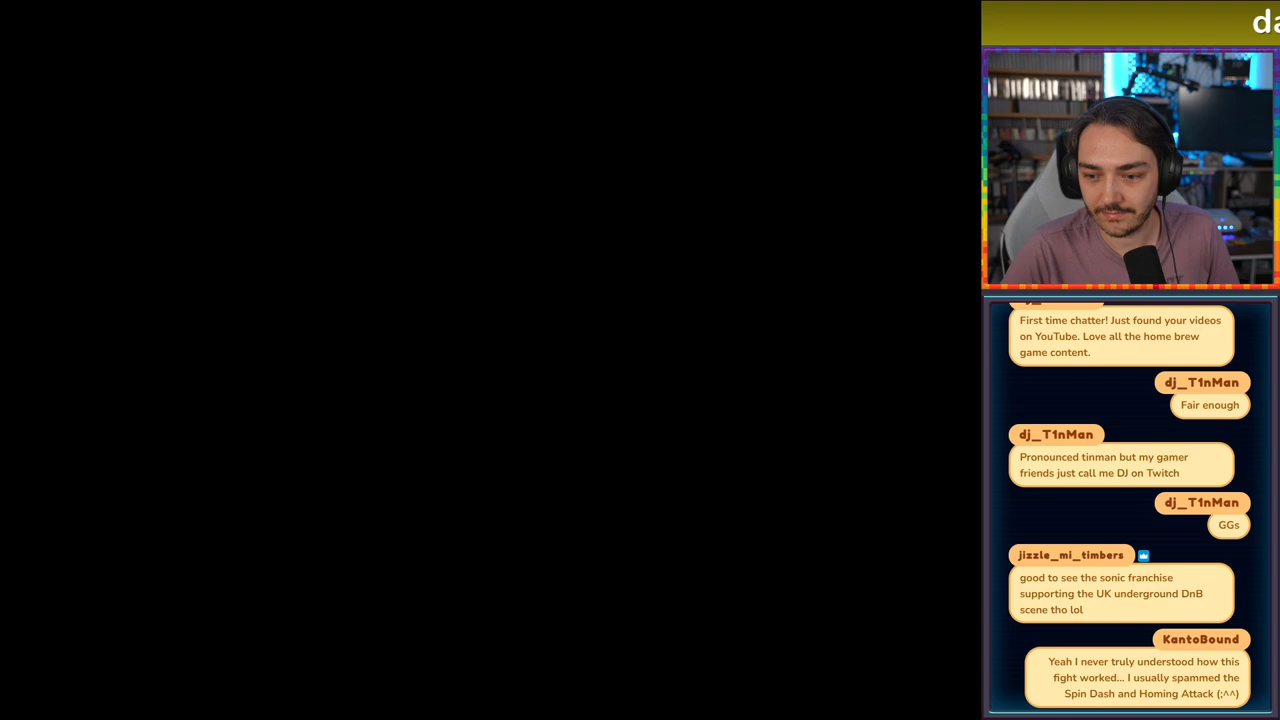 da
First time chatter! Just found your videos
on YouTube. Love all the home brew
game content.
dj_T1nMan
Fair enough
dj_T1nMan
Pronounced tinman but my gamer
friends just call me DJ on Twitch
dj_T1nMan
GGs
jizzle_mi_timbers
good to see the sonic franchise
supporting the UK underground DnB
scene tho lol
KantoBound
Yeah I never truly understood how this
fight worked... I usually spammed the
Spin Dash and Homing Attack (;^^)